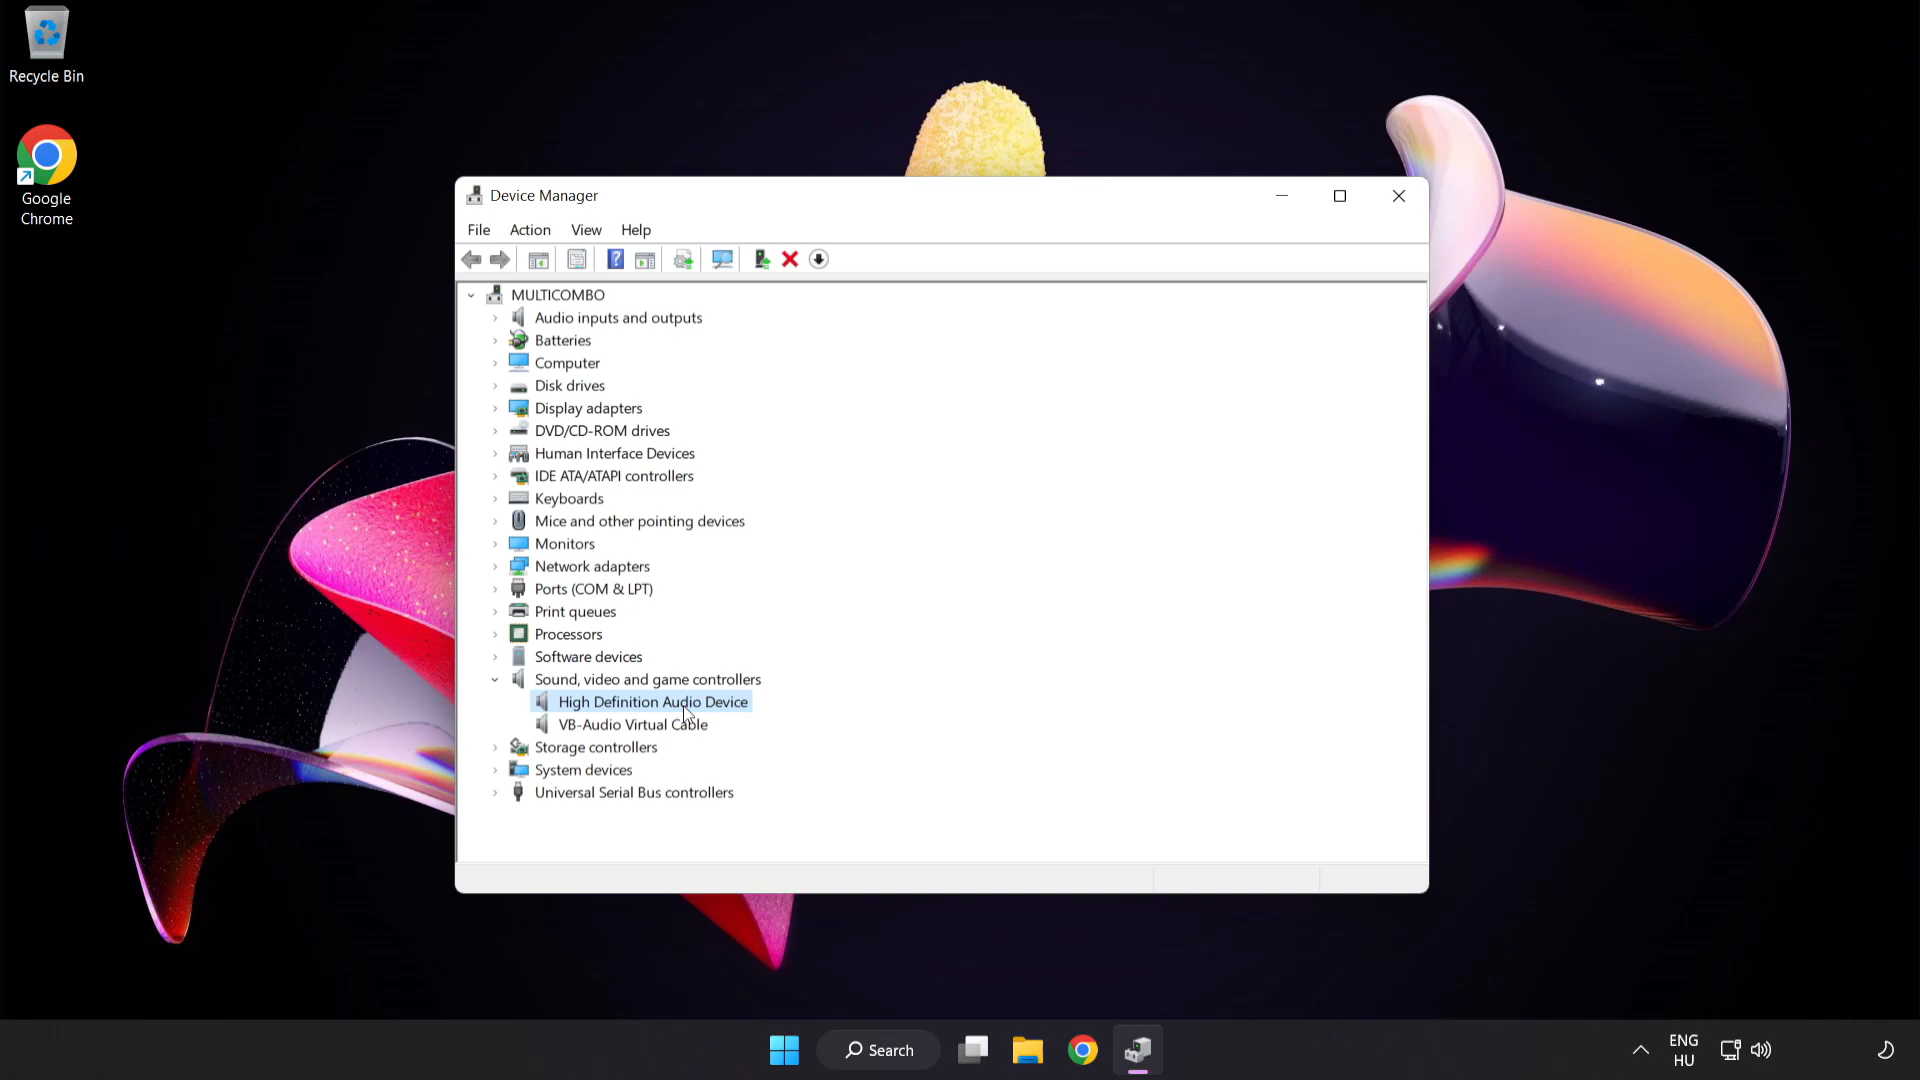 Recycle Bin
Google
Chrome
Device Manager
File Action View Help
MULTICOMBO
Audio inputs and outputs
Batteries
Computer
Disk drives
Display adapters
DVD/CD-ROM drives
Human Interface Devices
IDE ATA/ATAPI controllers
Keyboards
Mice and other pointing devices
Monitors
Network adapters
Ports (COM & LPT)
Print queues
Processors
Software devices
Sound, video and game controllers
High Definition Audio Device
VB-Audio Virtual Cable
Storage controllers
System devices
Universal Serial Bus controllers
Search
ENG
HU